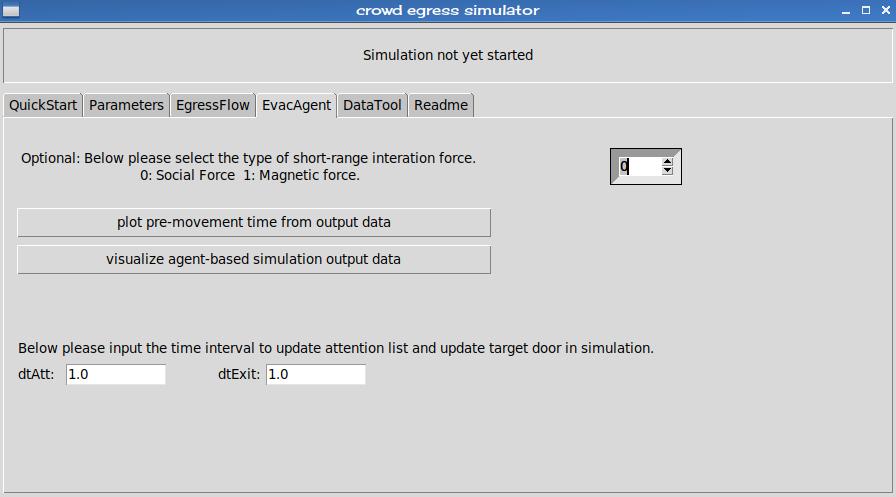 crowd egress simulator
Simulation not yet started
QuickStart Parameters EgressFlow EvacAgent DataTool Readme
Optional: Below please select the type of short-range interation force.
0: Social Force 1: Magnetic force.
0
plot pre-movement time from output data
visualize agent-based simulation output data
Below please input the time interval to update attention list and update target door in simulation.
dtAtt: 1.0 dtExit: 1.0